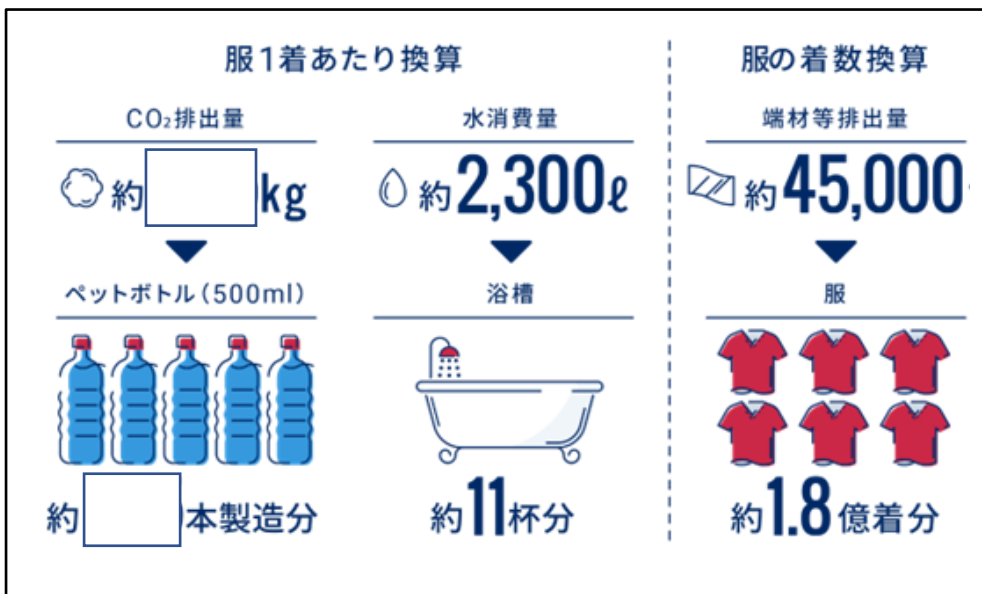 服1着あたり換算
CO₂排出量
約 kg
ペットボトル(500ml)
約 本製造分
水消費量
約2,300ℓ
浴槽
約11杯分
服の着数換算
端材等排出量
約45,000
服
約1.8億着分